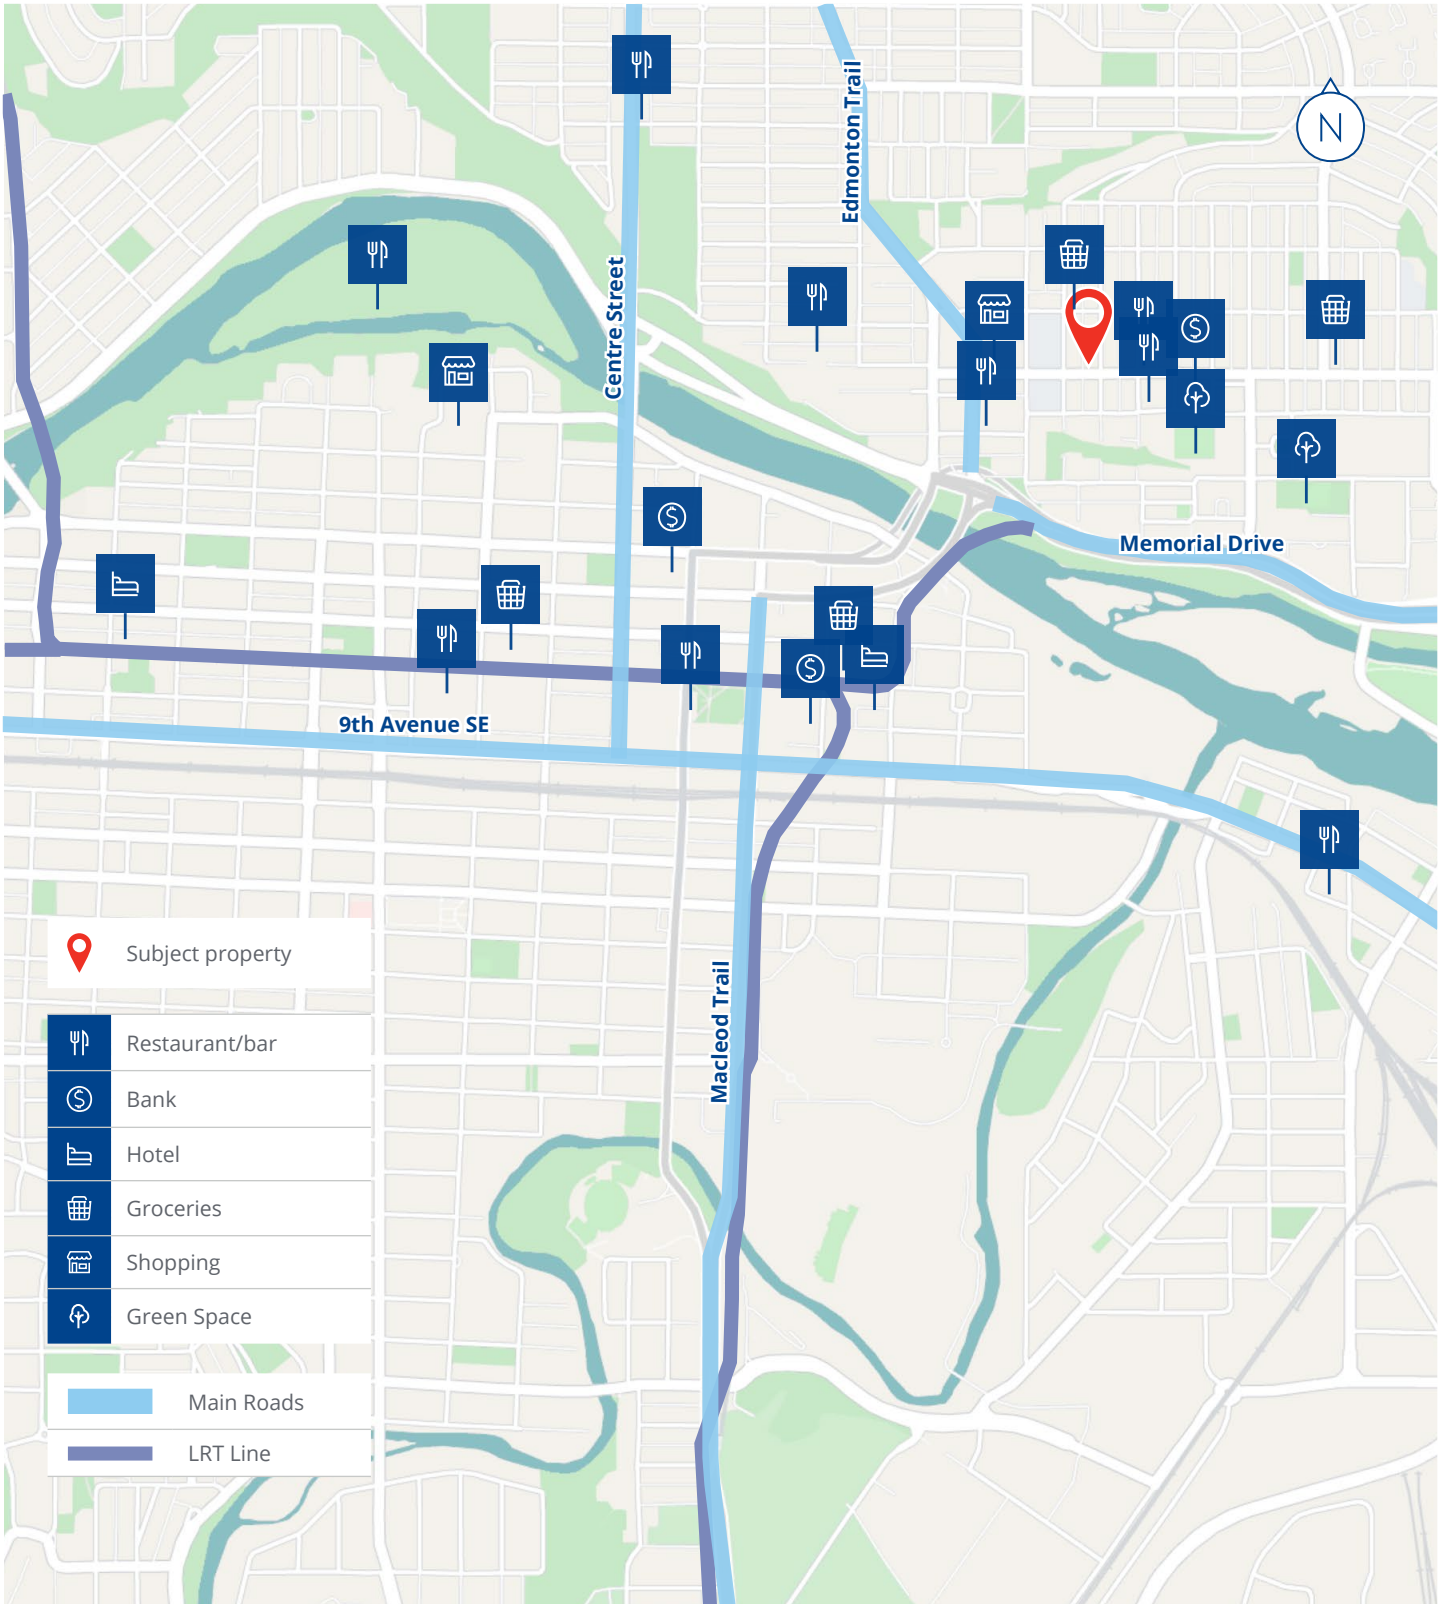 Edmonton Trail
N
Centre Street
Memorial Drive
9th Avenue SE
Macleod Trail
Subject property
Restaurant/bar
Bank
Hotel
Groceries
Shopping
Green Space
Main Roads
LRT Line